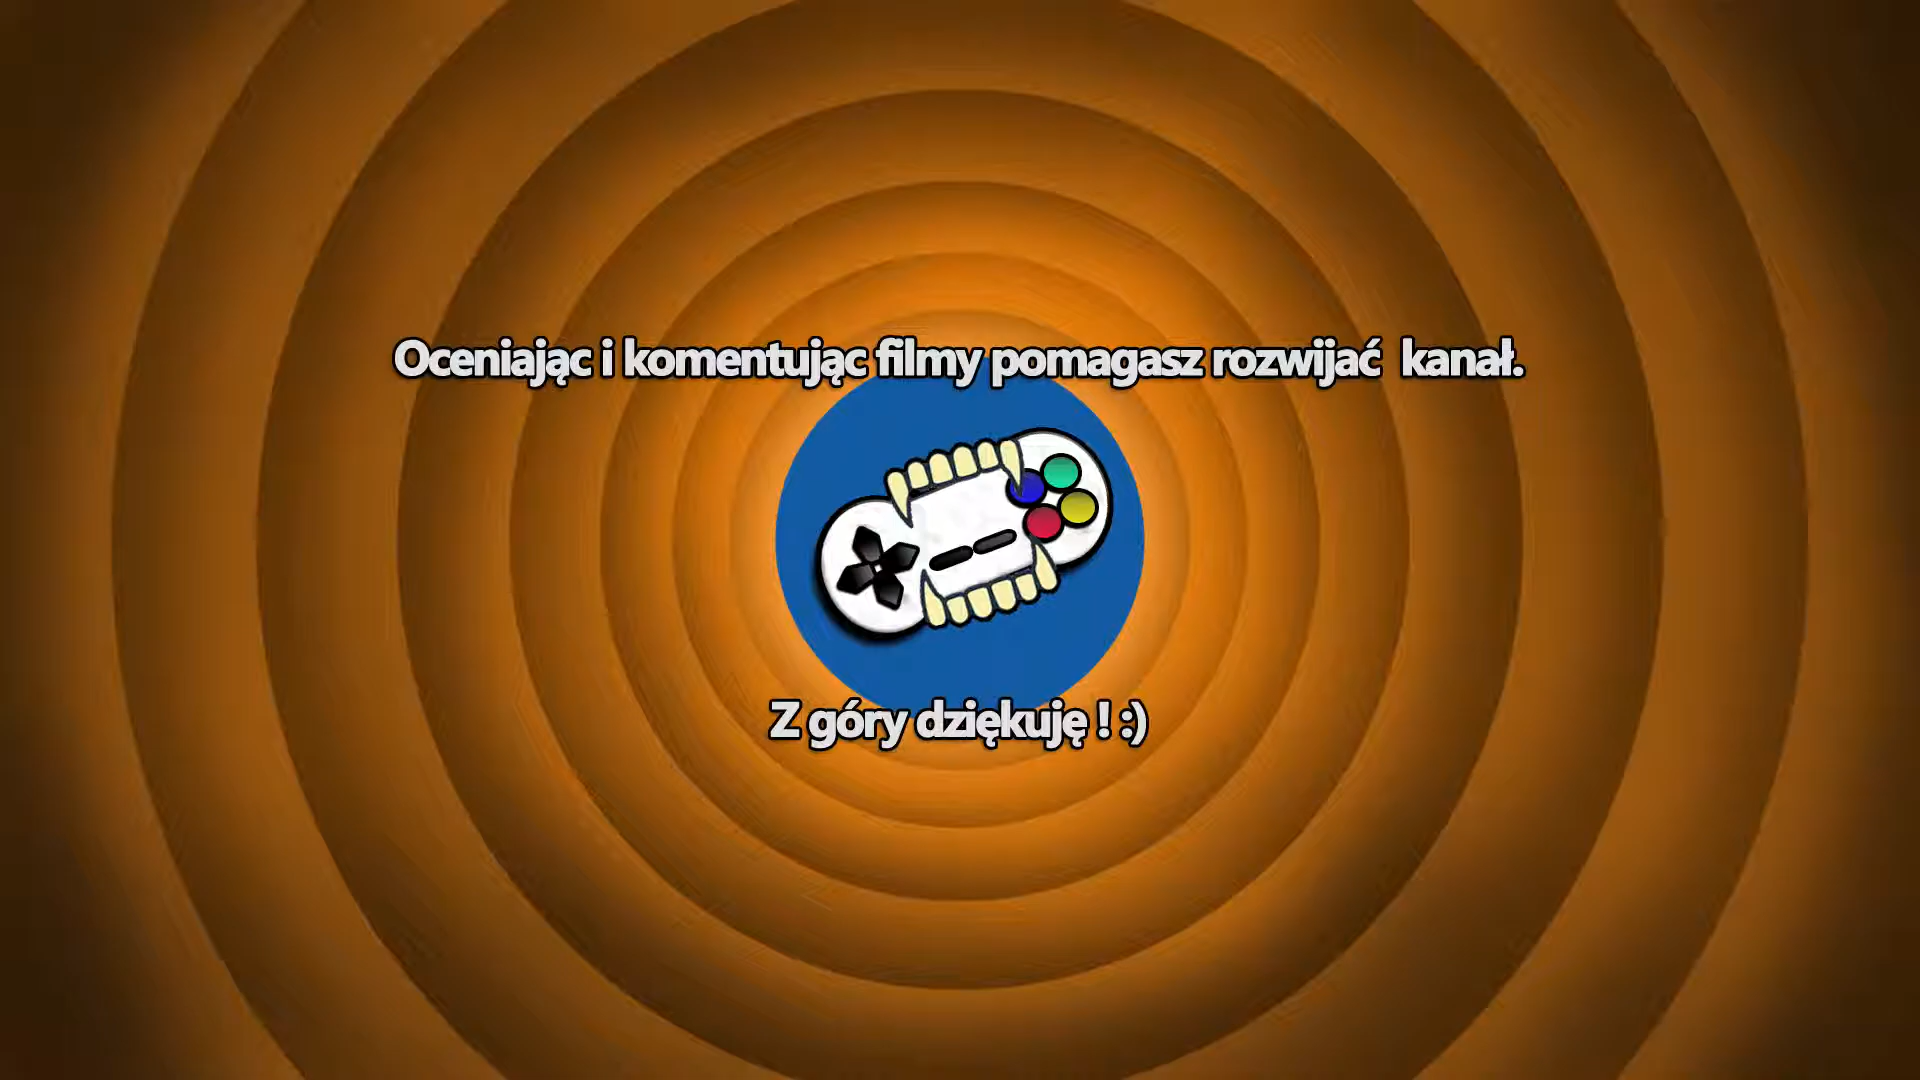 Oceniając i komentując filmy pomagasz rozwijać kanał.
Z góry dziękuję ! :)